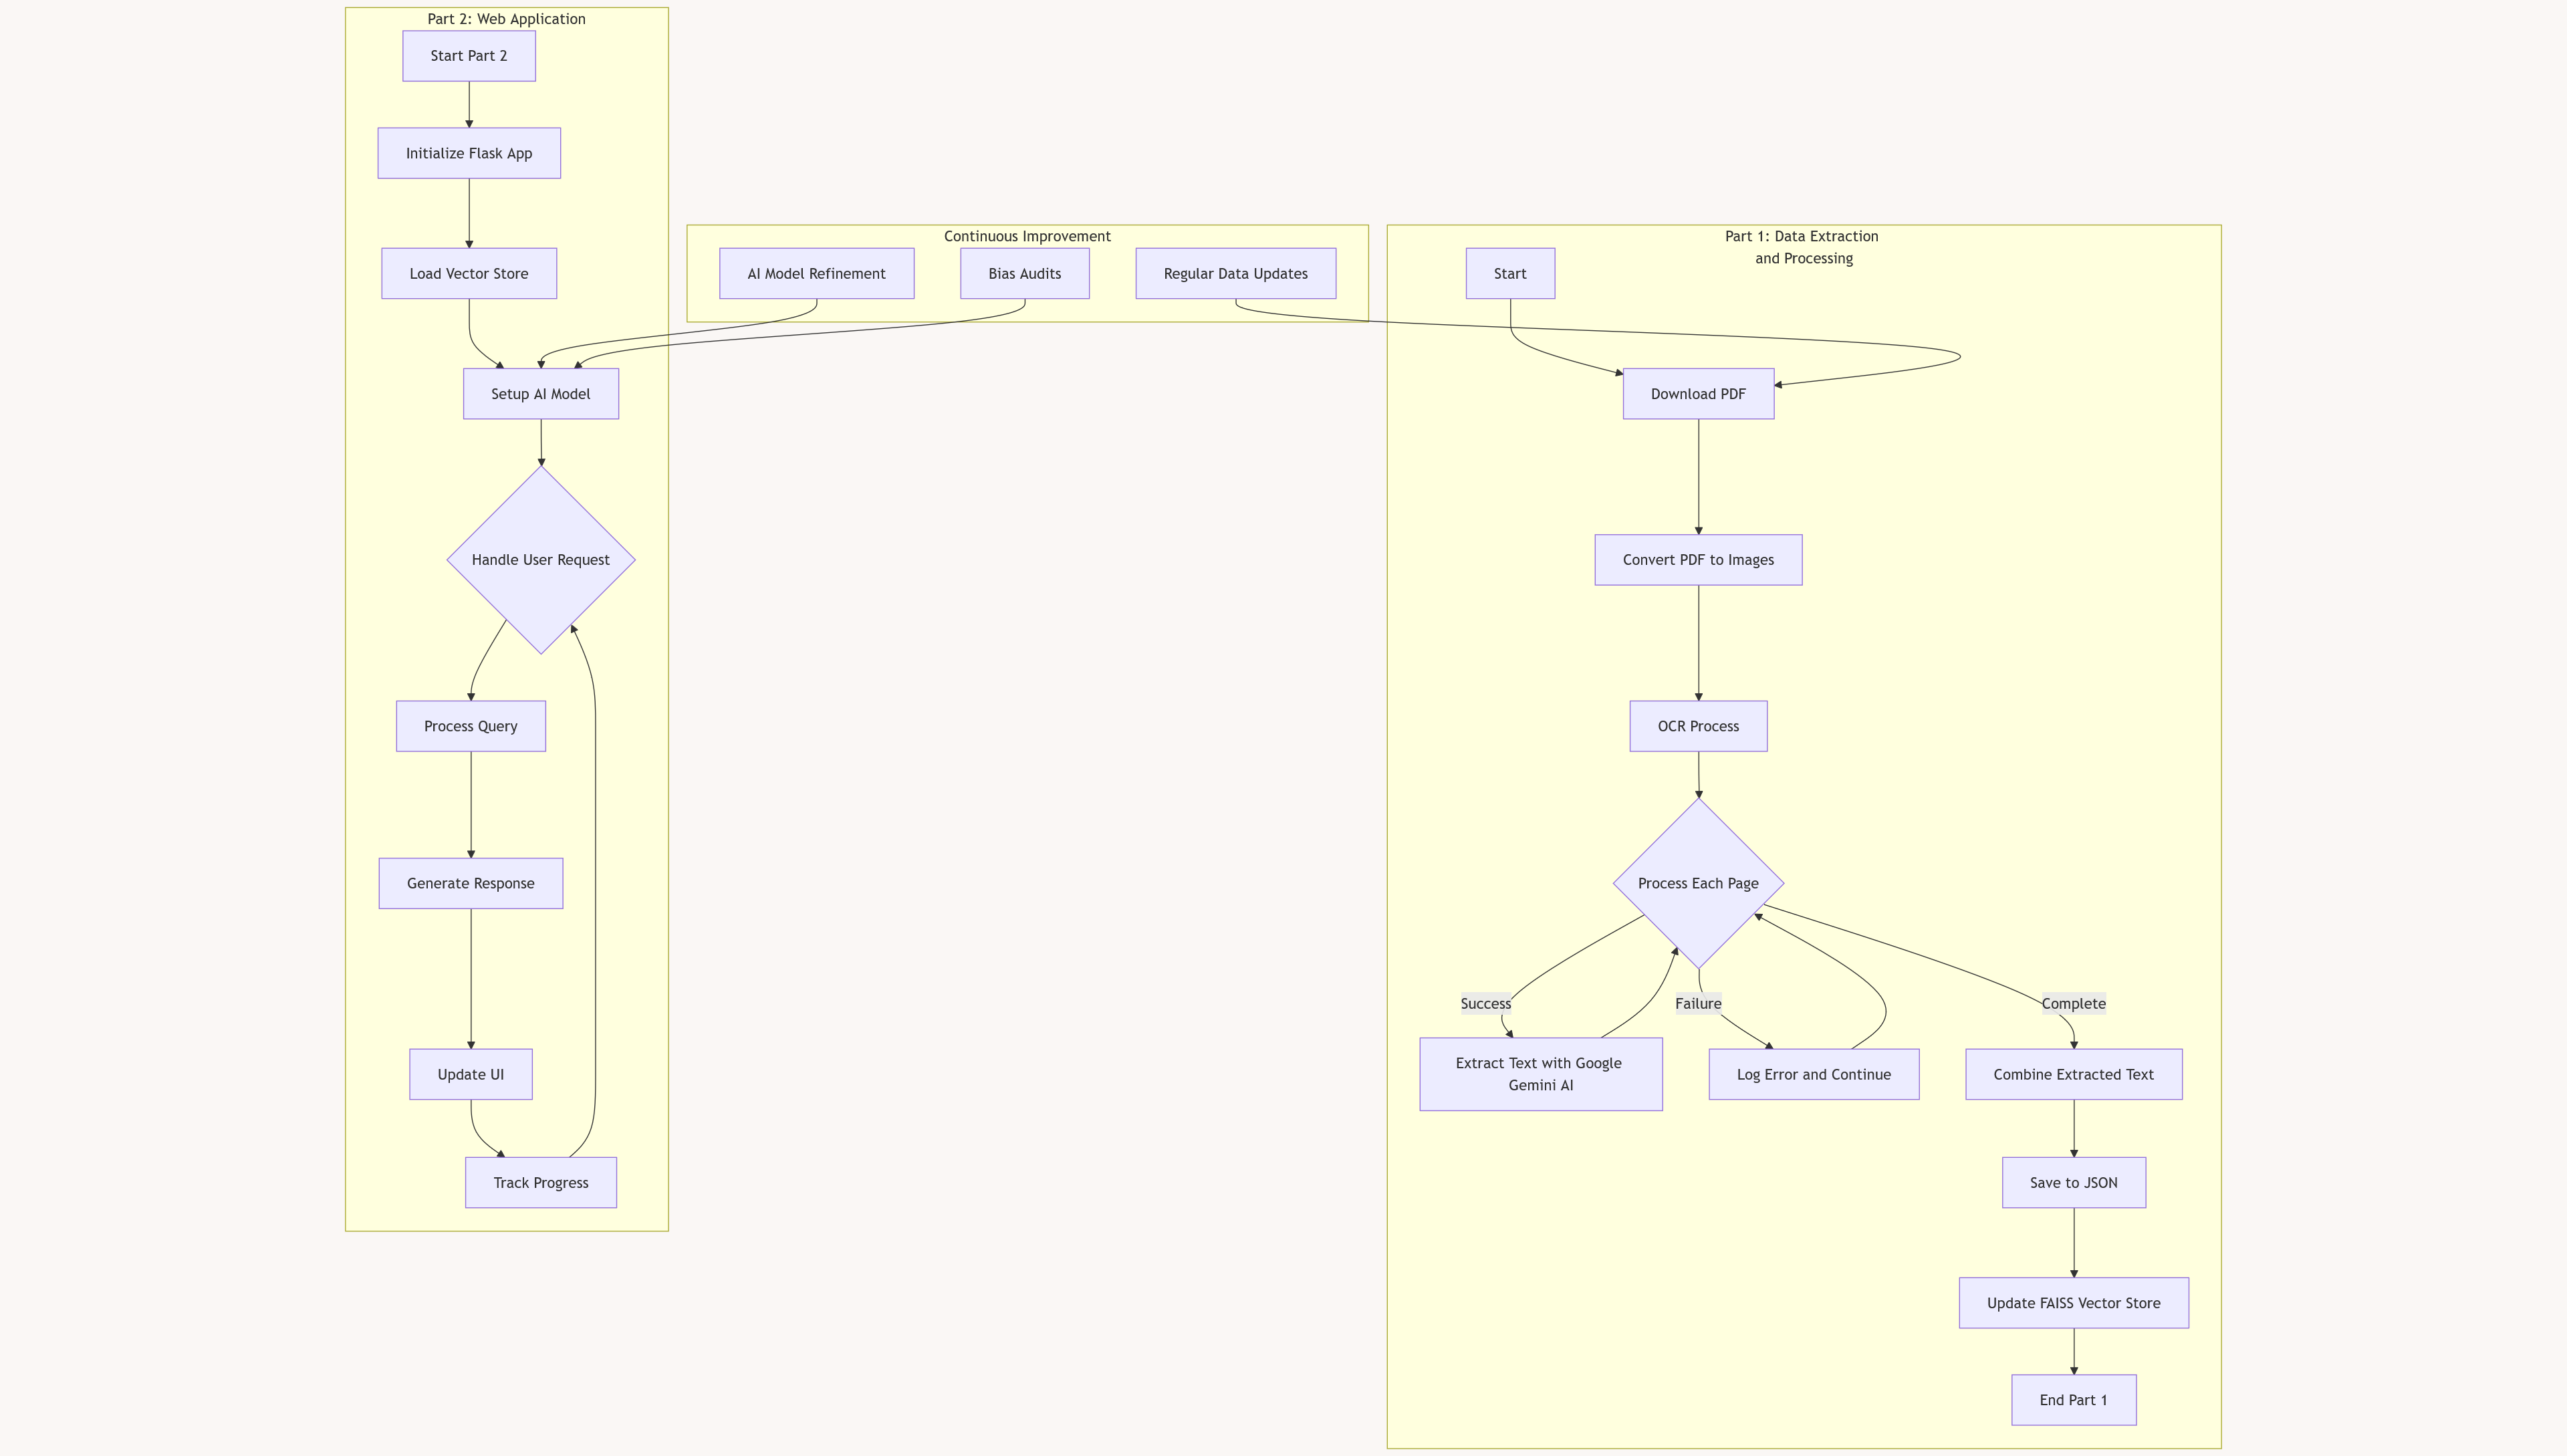 Part 2: Web Application
Start Part 2
Initialize Flask App
Load Vector Store
Setup AI Model
Handle User Request
Process Query
Generate Response
Update UI
Track Progress
Continuous Improvement
AI Model Refinement
Bias Audits
Regular Data Updates
Part 1: Data Extraction
and Processing
Start
Download PDF
Convert PDF to Images
OCR Process
Process Each Page
Success
Failure
Complete
Extract Text with Google
Gemini AI
Log Error and Continue
Combine Extracted Text
Save to JSON
Update FAISS Vector Store
End Part 1